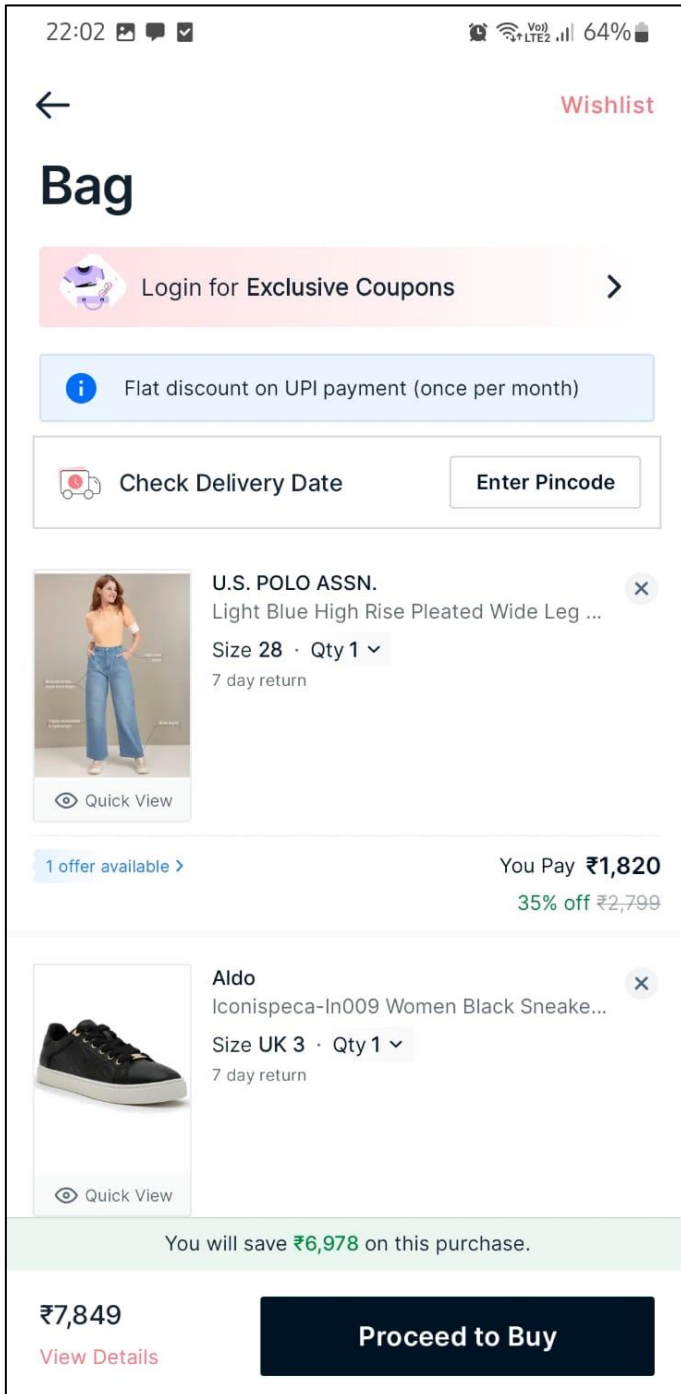 22:02 Vo)) LTE2 64%
Wishlist
Bag
Login for Exclusive Coupons
Flat discount on UPI payment (once per month)
Check Delivery Date Enter Pincode
U.S. POLO ASSN.
Light Blue High Rise Pleated Wide Leg ...
Size 28 · Qty 1
7 day return
Quick View
1 offer available > You Pay ₹1,820
35% off ₹2,799
Aldo
Iconispeca-In009 Women Black Sneake...
Size UK 3 · Qty 1
7 day return
Quick View
You will save ₹6,978 on this purchase.
₹7,849
View Details
Proceed to Buy